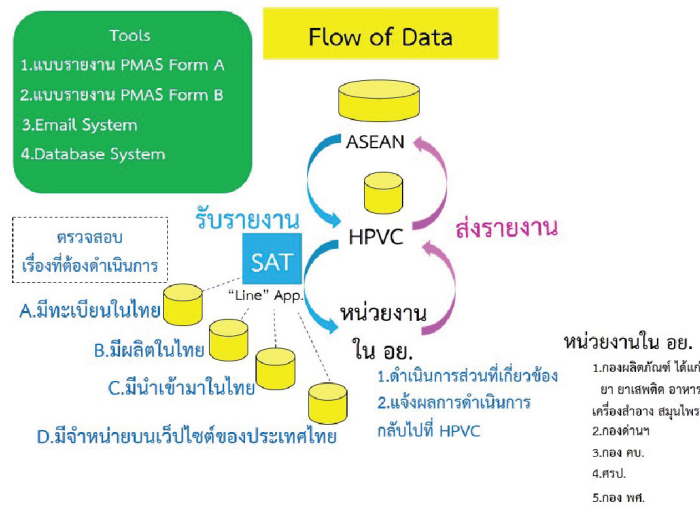 Tools
1.แบบรายงาน PMAS Form A
2.แบบรายงาน PMAS Form B
3.Email System
4.Database System
Flow of Data
ASEAN
รับรายงาน
HPVC
ส่งรายงาน
ตรวจสอบ
เรื่องที่ต้องดำเนินการ
SAT
“Line” App.
A.มีทะเบียนในไทย
B.มีผลิตในไทย
C.มีนำเข้ามาในไทย
D.มีจำหน่ายบนเว็ปไซต์ของประเทศไทย
หน่วยงาน
ใน อย.
1.ดำเนินการส่วนที่เกี่ยวข้อง
2.แจ้งผลการดำเนินการ
กลับไปที่ HPVC
หน่วยงานใน อย.
1.กองผลิตภัณฑ์ ได้แก่
ยา ยาเสพติด อาหาร
เครื่องสำอาง สมุนไพร
2.กองด่านฯ
3.กอง คบ.
4.ศรป.
5.กอง พศ.